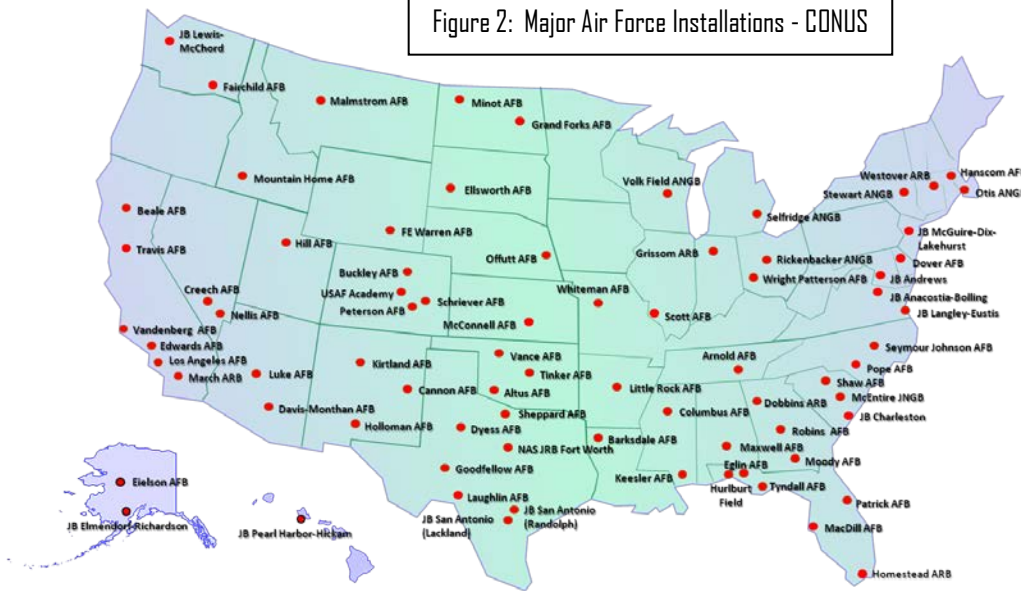 Figure 2: Major Air Force Installations - CONUS
JB Lewis-
McChord
Fairchild AFB
Malmstrom AFB
Minot AFB
Grand Forks AFB
Mountain Home AFB
Ellsworth AFB
Volk Field ANGB
Westover ARB
Hanscom AF
Stewart ANGB
Otis ANG
Beale AFB
Selfridge ANGB
FE Warren AFB
JB McGuire-Dix-
Lakehurst
Travis AFB
Hill AFB
Offutt AFB
Grissom ARB
Rickenbacker ANGB
Dover AFB
Buckley AFB
Wright Patterson AFB
JB Andrews
Creech AFB
USAF Academy
Schriever AFB
Whiteman AFB
JB Anacostia-Bolling
Nellis AFB
Peterson AFB
Scott AFB
JB Langley-Eustis
Vandenberg AFB
McConnell AFB
Edwards AFB
Seymour Johnson AFB
Los Angeles AFB
Kirtland AFB
Vance AFB
Arnold AFB
Pope AFB
March ARB
Luke AFB
Tinker AFB
Shaw AFB
Cannon AFB
Altus AFB
Little Rock AFB
McEntire JNGB
Dobbins ARB
Davis-Monthan AFB
Sheppard AFB
Columbus AFB
JB Charleston
Holloman AFB
Dyess AFB
Robins AFB
Barksdale AFB
Maxwell AFB
NAS JRB Fort Worth
Moody AFB
Goodfellow AFB
Eglin AFB
Keesler AFB
Hurlburt
Field
Tyndall AFB
Eielson AFB
Laughlin AFB
Patrick AFB
JB San Antonio
(Randolph)
JB San Antonio
(Lackland)
JB Elmendorf-Richardson
JB Pearl Harbor-Hickam
MacDill AFB
Homestead ARB